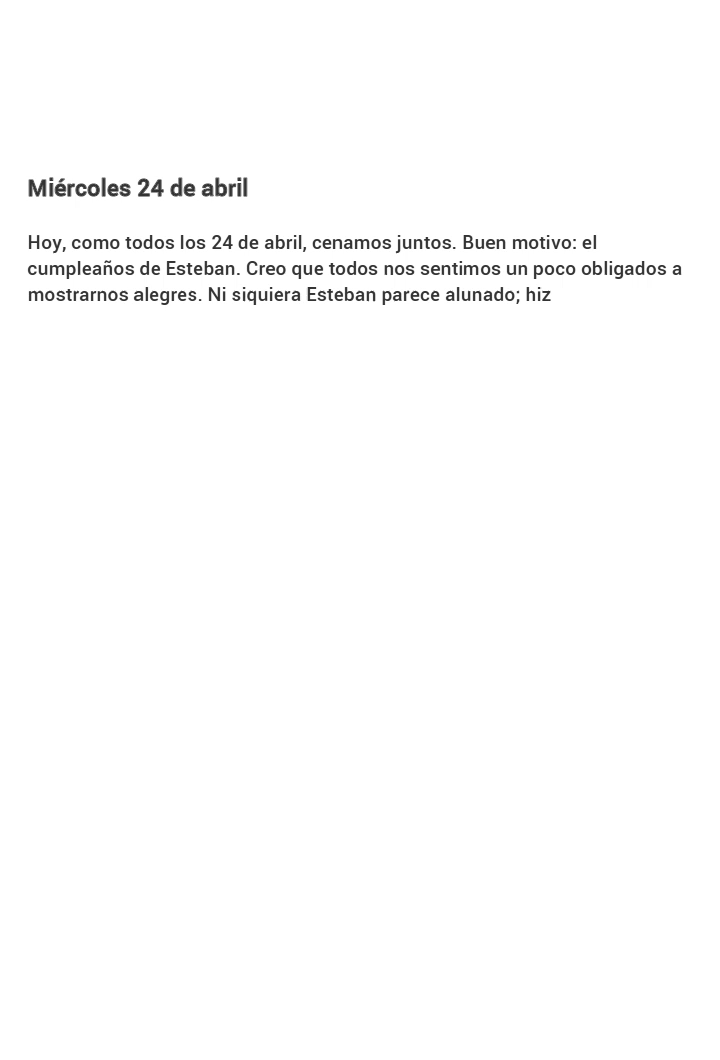 Miércoles 24 de abril
Hoy, como todos los 24 de abril, cenamos juntos. Buen motivo: el
cumpleaños de Esteban. Creo que todos nos sentimos un poco obligados a
mostrarnos alegres. Ni siquiera Esteban parece alunado; hiz